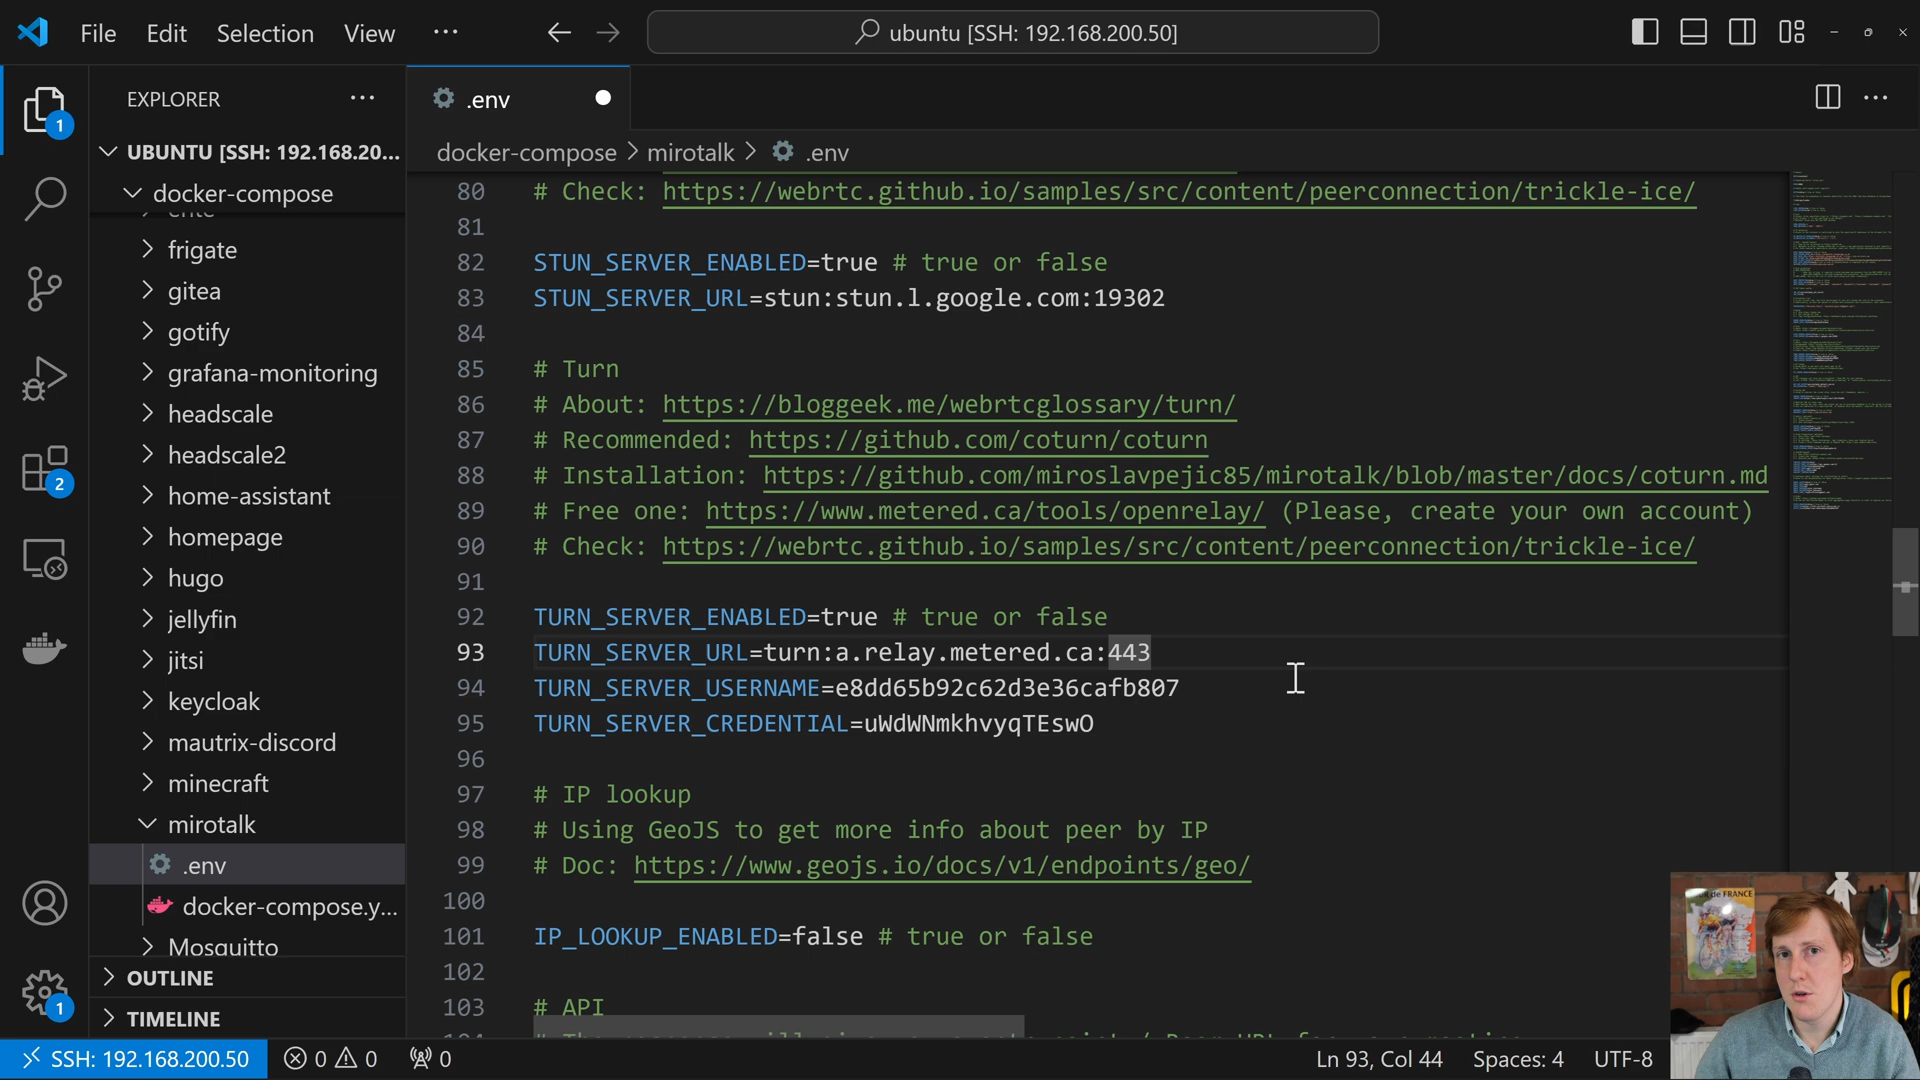 File Edit Selection View ···
ubuntu [SSH: 192.168.200.50]
EXPLORER
.env
1
UBUNTU [SSH: 192.168.20...
docker-compose > mirotalk > .env
docker-compose
frigate
gitea
gotify
grafana-monitoring
headscale
headscale2
home-assistant
homepage
hugo
jellyfin
jitsi
keycloak
mautrix-discord
minecraft
mirotalk
.env
docker-compose.y...
Mosquitto
OUTLINE
TIMELINE
2
1
80 # Check: https://webrtc.github.io/samples/src/content/peerconnection/trickle-ice/
81
82 STUN_SERVER_ENABLED=true # true or false
83 STUN_SERVER_URL=stun:stun.l.google.com:19302
84
85 # Turn
86 # About: https://bloggeek.me/webrtcglossary/turn/
87 # Recommended: https://github.com/coturn/coturn
88 # Installation: https://github.com/miroslavpejic85/mirotalk/blob/master/docs/coturn.md
89 # Free one: https://www.metered.ca/tools/openrelay/ (Please, create your own account)
90 # Check: https://webrtc.github.io/samples/src/content/peerconnection/trickle-ice/
91
92 TURN_SERVER_ENABLED=true # true or false
93 TURN_SERVER_URL=turn:a.relay.metered.ca:443
94 TURN_SERVER_USERNAME=e8dd65b92c62d3e36cafb807
95 TURN_SERVER_CREDENTIAL=uWdWNmkhvyqTEswO
96
97 # IP lookup
98 # Using GeoJS to get more info about peer by IP
99 # Doc: https://www.geojs.io/docs/v1/endpoints/geo/
100
101 IP_LOOKUP_ENABLED=false # true or false
102
103 # API
SSH: 192.168.200.50 0 0 0 Ln 93, Col 44 Spaces: 4 UTF-8
de FRANCE